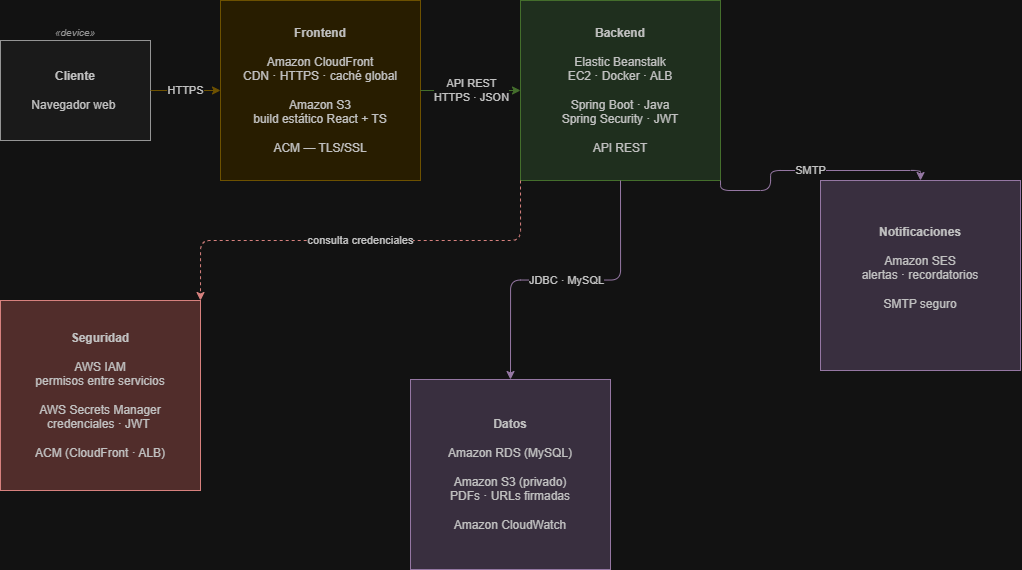 «device»
Cliente
Navegador web
HTTPS
Frontend
Amazon CloudFront
CDN · HTTPS · caché global
Amazon S3
build estático React + TS
ACM — TLS/SSL
API REST
HTTPS · JSON
Backend
Elastic Beanstalk
EC2 · Docker · ALB
Spring Boot · Java
Spring Security · JWT
API REST
SMTP
Notificaciones
Amazon SES
alertas · recordatorios
SMTP seguro
consulta credenciales
JDBC · MySQL
Seguridad
AWS IAM
permisos entre servicios
AWS Secrets Manager
credenciales · JWT
ACM (CloudFront · ALB)
Datos
Amazon RDS (MySQL)
Amazon S3 (privado)
PDFs · URLs firmadas
Amazon CloudWatch